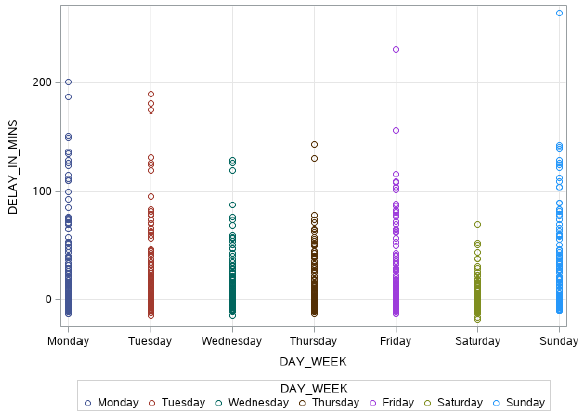 200
100
0
DELAY_IN_MINS
Monday Tuesday Wednesday Thursday Friday Saturday Sunday
DAY_WEEK
DAY_WEEK
Monday Tuesday Wednesday Thursday Friday Saturday Sunday